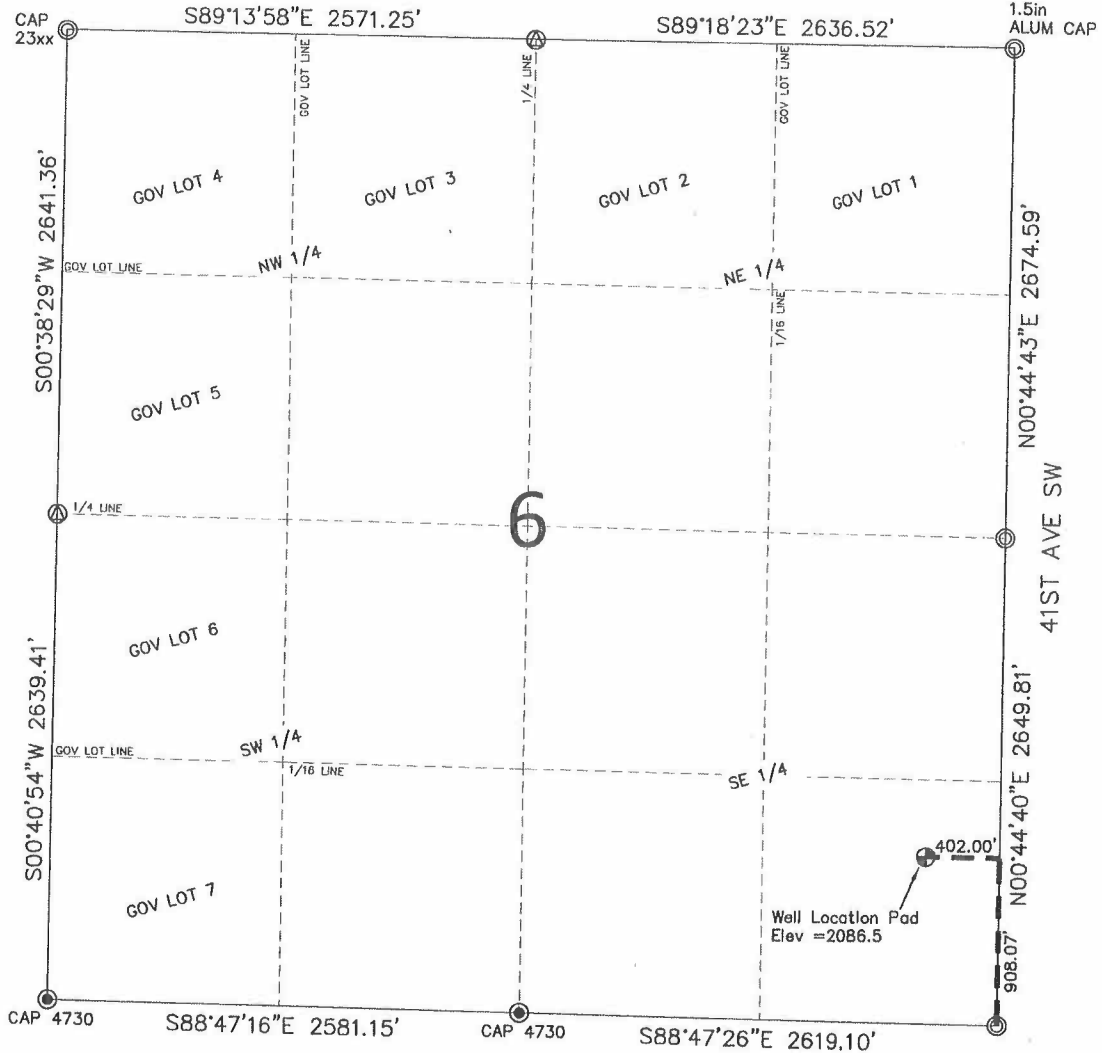 CAP
23xx
S89°13'58"E 2571.25'
S89°18'23"E 2636.52'
1.5in
ALUM CAP
GOV LOT LINE
1/4 LINE
GOV LOT LINE
S00°38'29"W 2641.36'
GOV LOT 4
GOV LOT 3
GOV LOT 2
GOV LOT 1
N00°44'43"E 2674.59'
GOV LOT LINE
NW 1/4
NE 1/4
1/16 LINE
GOV LOT 5
1/4 LINE
6
41ST AVE SW
GOV LOT 6
S00°40'54"W 2639.41'
N00°44'40"E 2649.81'
GOV LOT LINE
SW 1/4
1/16 LINE
SE 1/4
402.00'
GOV LOT 7
Well Location Pad
Elev =2086.5
908.07'
CAP 4730
S88°47'16"E 2581.15'
CAP 4730
S88°47'26"E 2619.10'